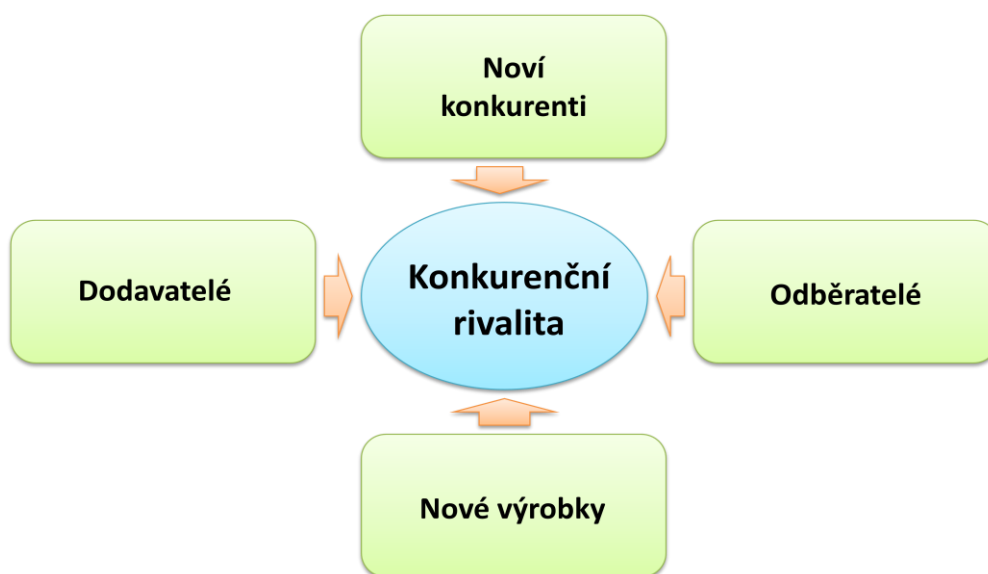 Noví
konkurenti
Dodavatelé
Konkurenční
rivalita
Odběratelé
Nové výrobky